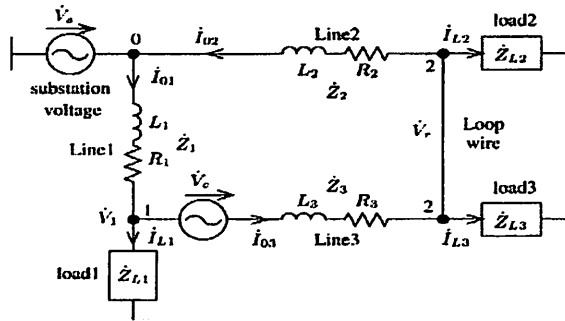 V̇s 0 İ02 Line2 İL2 load2
substation voltage İ01 L2 R2 2 ŻL2
Ż2
L1 Ż1 V̇r Loop wire
Line1 R1
V̇c Ż3 load3
V̇1 1 L3 R3 2 ŻL3
İL1 İ03 Line3 İL3
load1 ŻL1